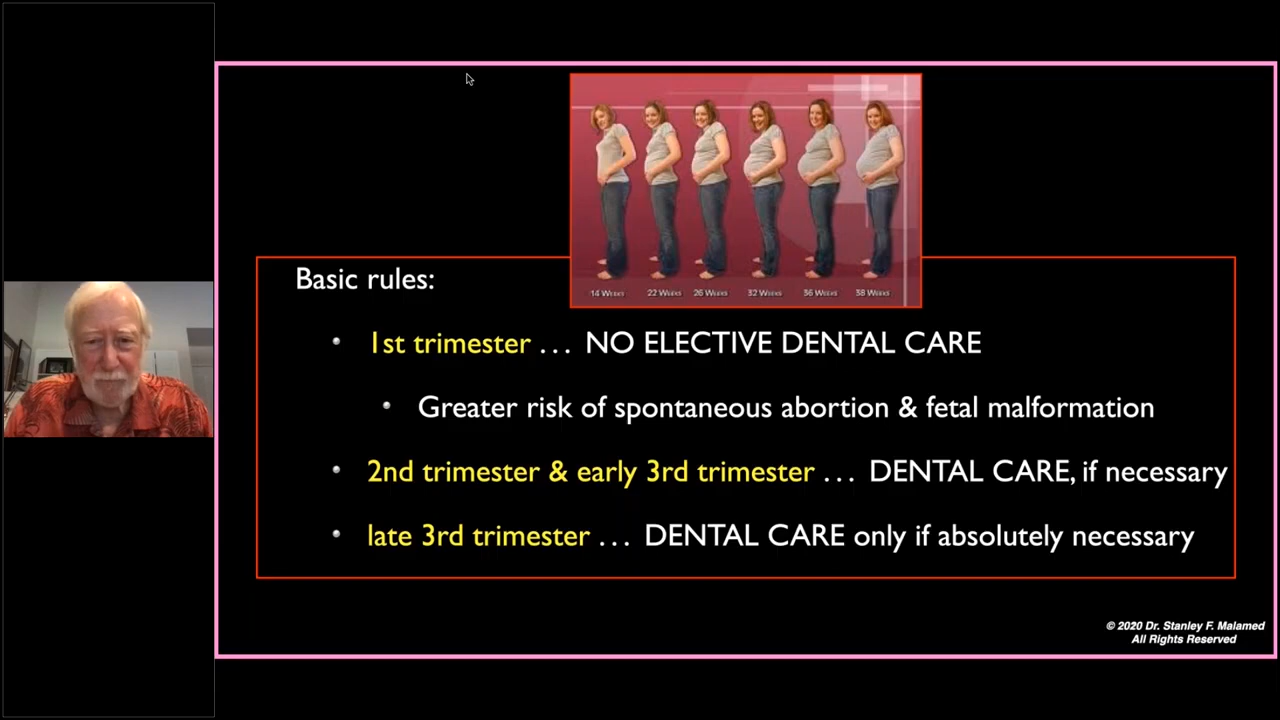 14 Weeks 22 Weeks 26 Weeks 32 Weeks 36 Weeks 38 Weeks
Basic rules:
• 1st trimester . . . NO ELECTIVE DENTAL CARE
• Greater risk of spontaneous abortion & fetal malformation
• 2nd trimester & early 3rd trimester . . . DENTAL CARE, if necessary
• late 3rd trimester . . . DENTAL CARE only if absolutely necessary
© 2020 Dr. Stanley F. Malamed
All Rights Reserved